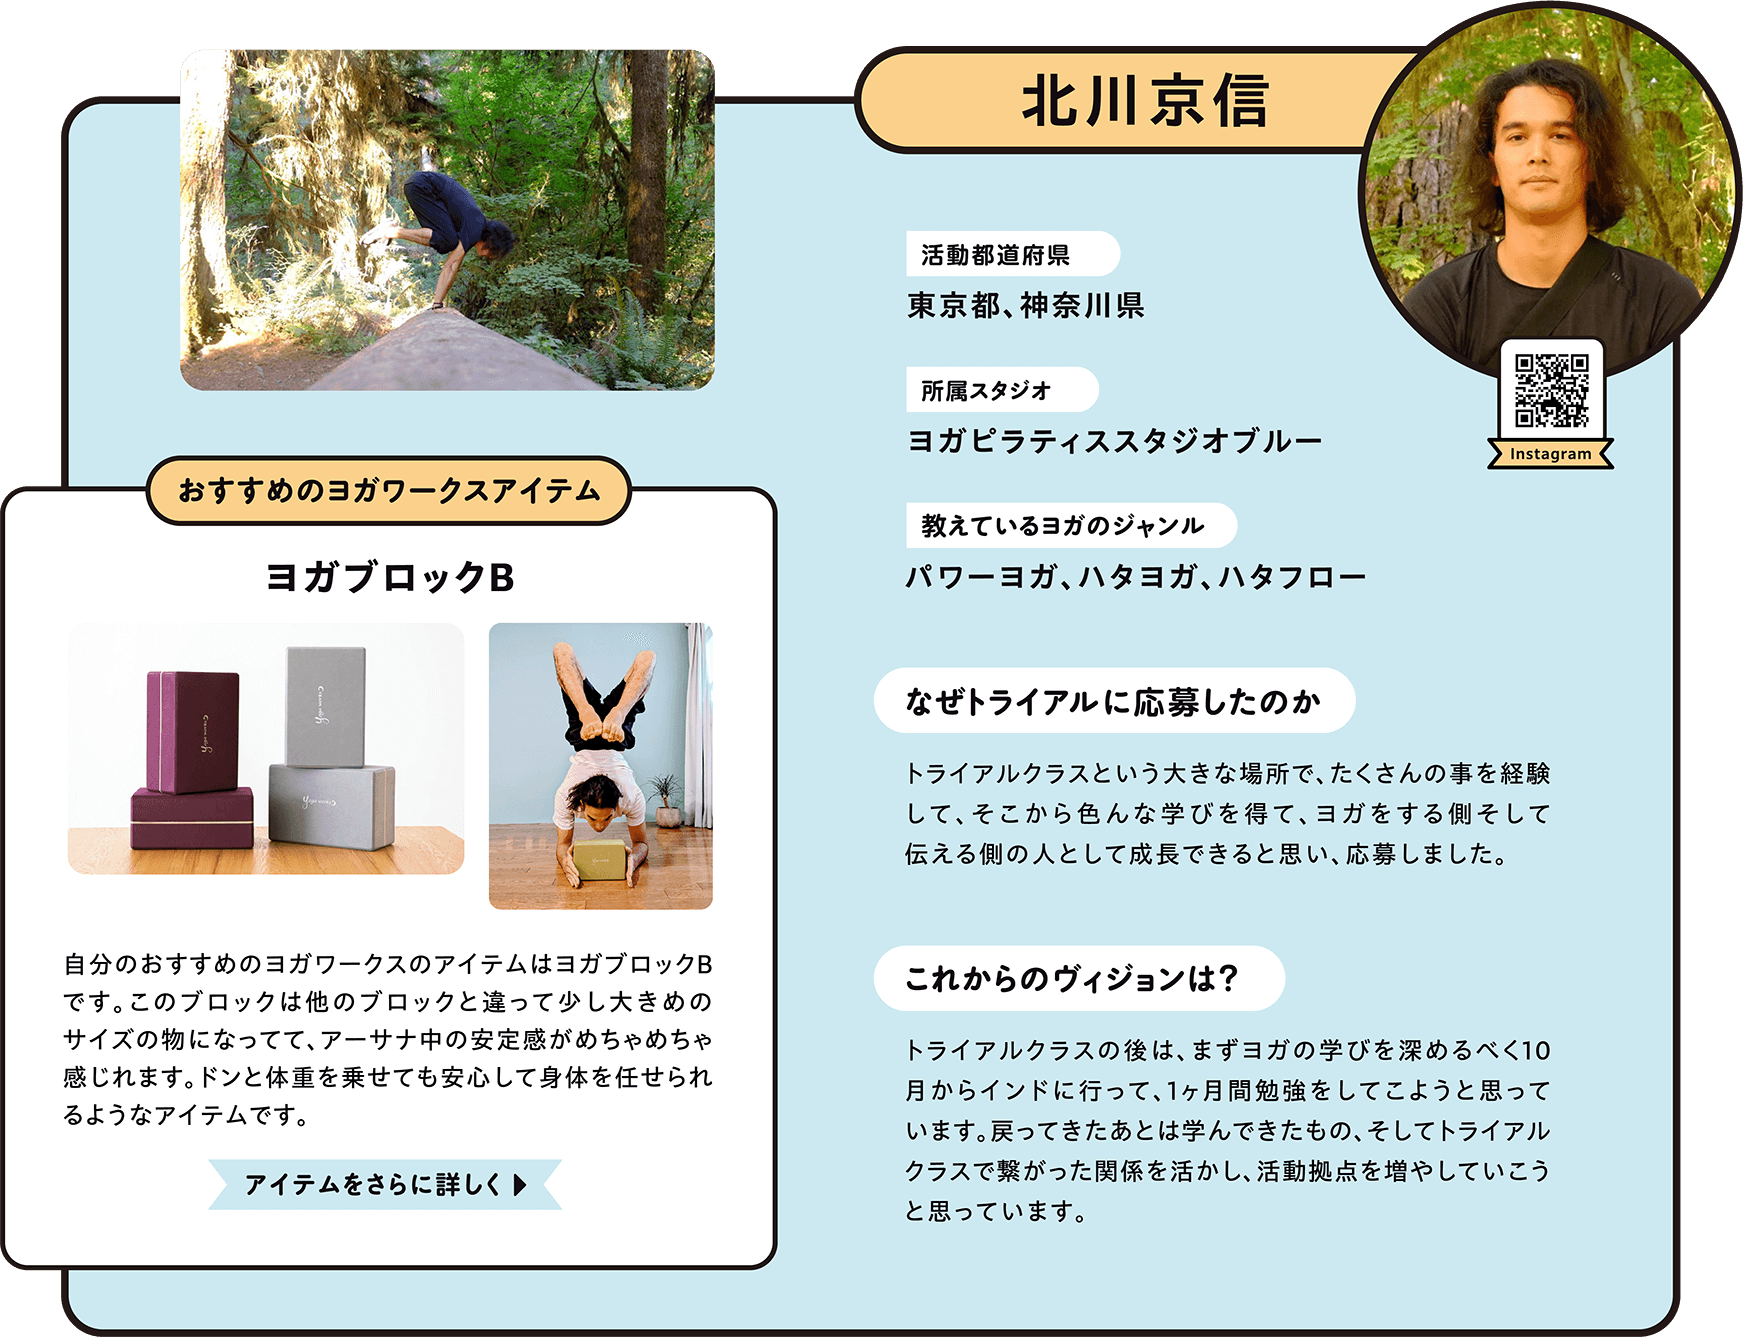 北川京信
活動都道府県
東京都、神奈川県
所属スタジオ
ヨガピラティススタジオブルー
Instagram
教えているヨガのジャンル
パワーヨガ、ハタヨガ、ハタフロー
なぜトライアルに応募したのか
トライアルクラスという大きな場所で、たくさんの事を経験
して、そこから色んな学びを得て、ヨガをする側そして
伝える側の人として成長できると思い、応募しました。
これからのヴィジョンは？
トライアルクラスの後は、まずヨガの学びを深めるべく10
月からインドに行って、1ヶ月間勉強をしてこようと思って
います。戻ってきたあとは学んできたもの、そしてトライアル
クラスで繋がった関係を活かし、活動拠点を増やしていこう
と思っています。
おすすめのヨガワークスアイテム
ヨガブロックB
Yoga works
Yoga works
Yoga works
自分のおすすめのヨガワークスのアイテムはヨガブロックB
です。このブロックは他のブロックと違って少し大きめの
サイズの物になってて、アーサナ中の安定感がめちゃめちゃ
感じれます。ドンと体重を乗せても安心して身体を任せられ
るようなアイテムです。
アイテムをさらに詳しく